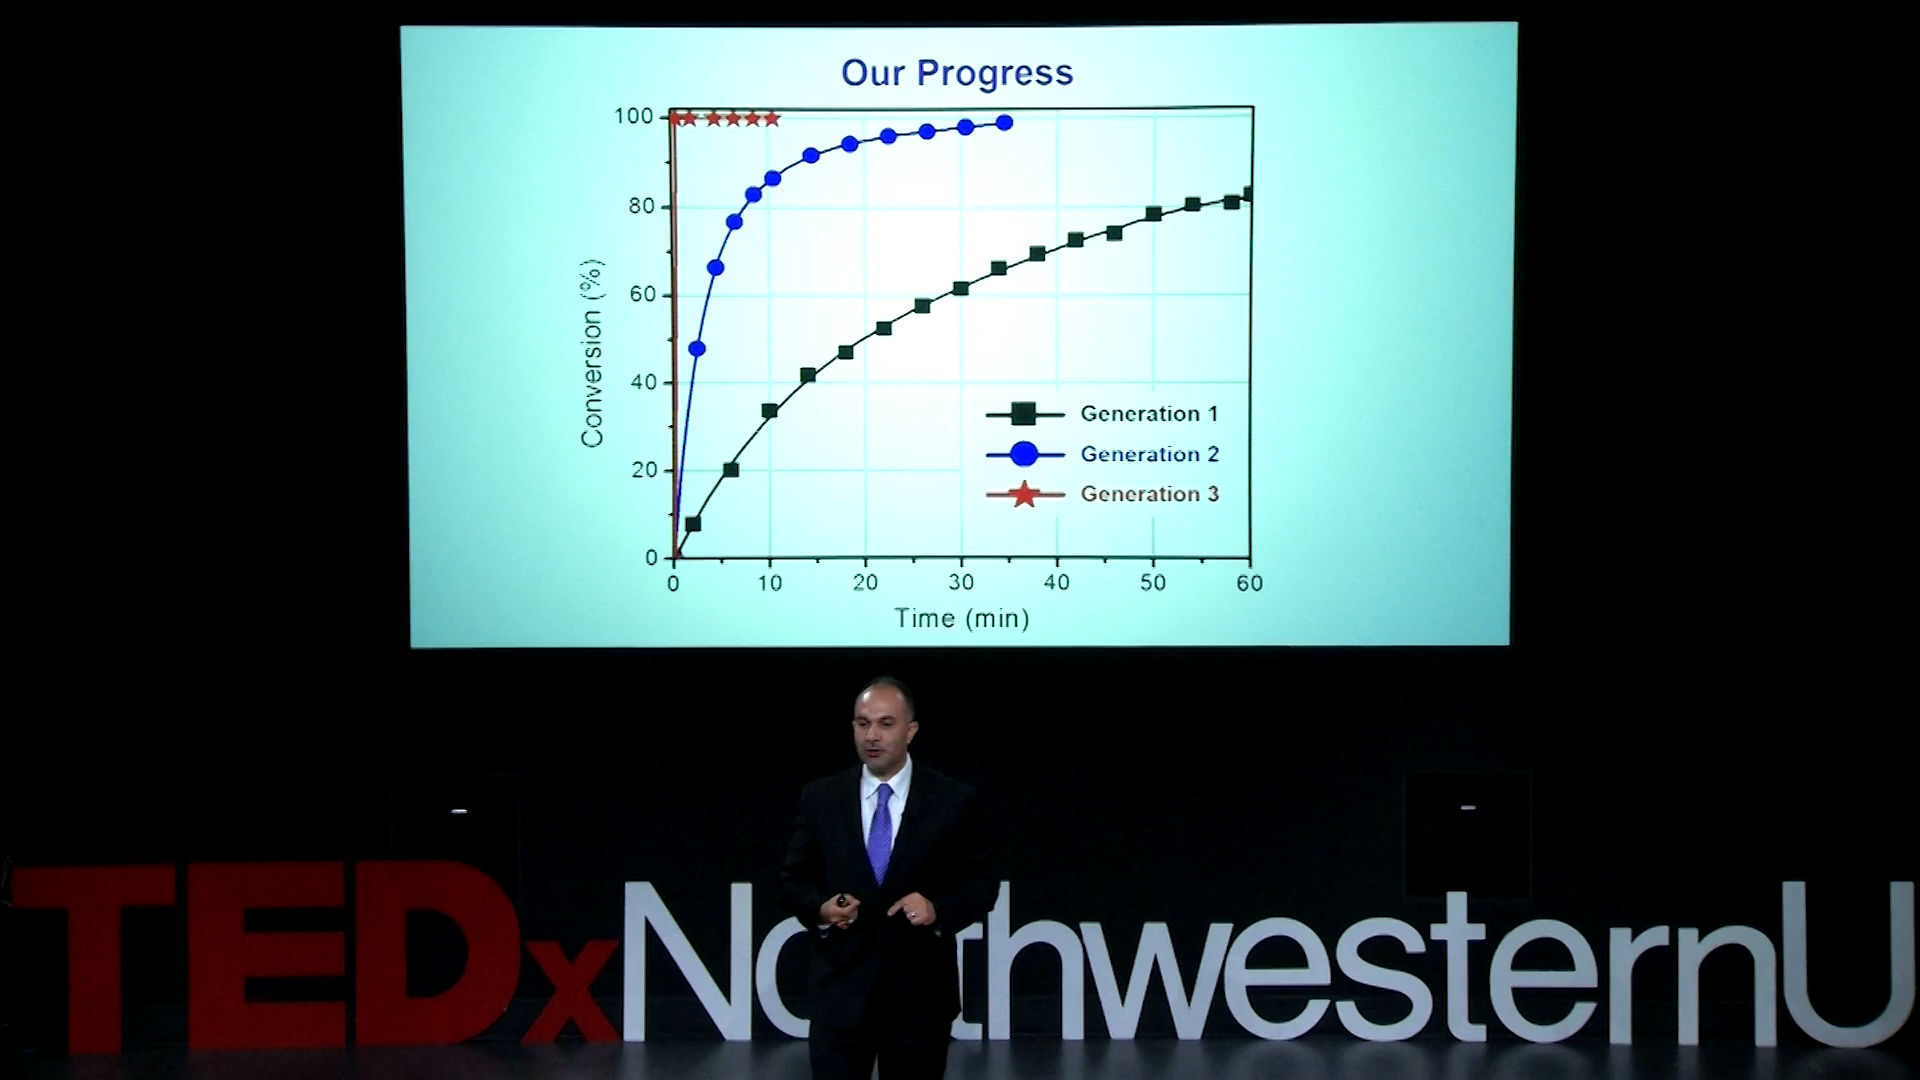 Our Progress
100
80
60
40
20
0
Conversion (%)
Generation 1
Generation 2
Generation 3
0 10 20 30 40 50 60
Time (min)
TEDxNorthwesternU